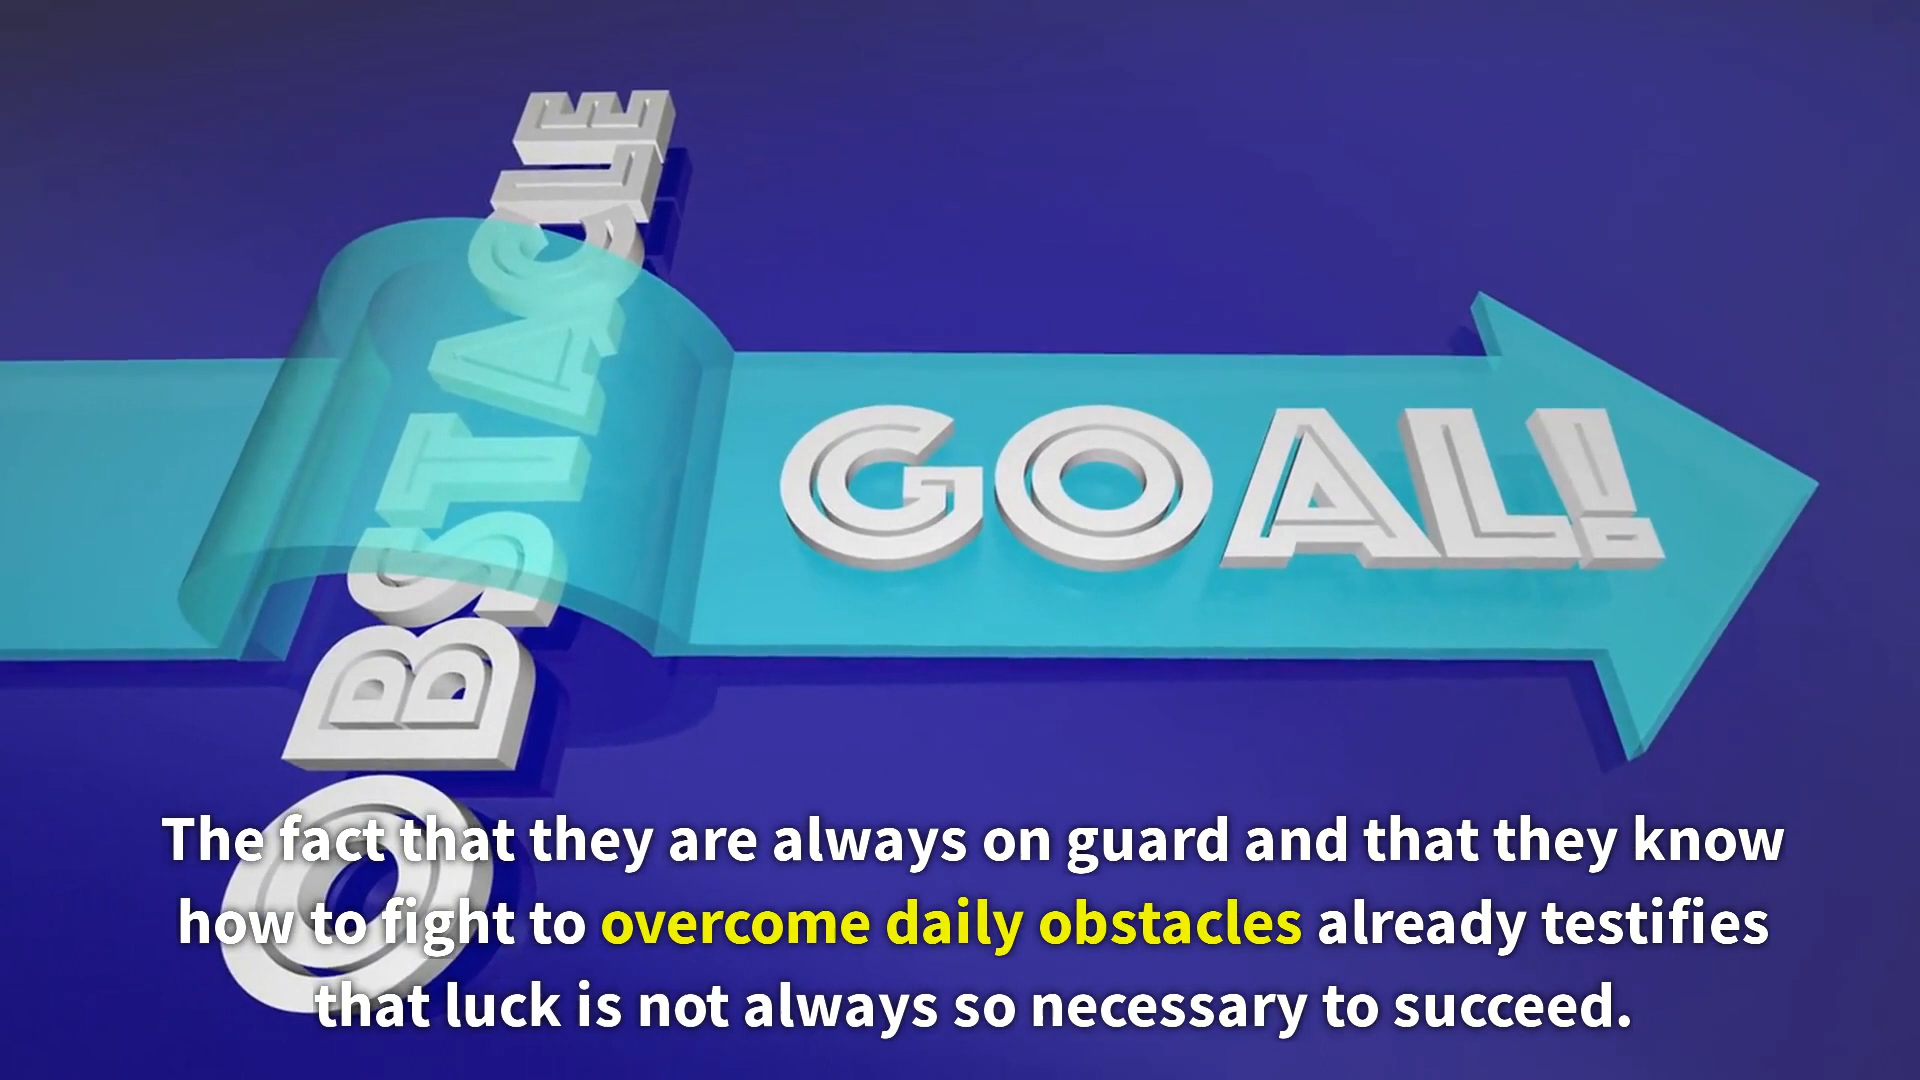 OBSTACLE
GOAL!
The fact that they are always on guard and that they know
how to fight to overcome daily obstacles already testifies
that luck is not always so necessary to succeed.